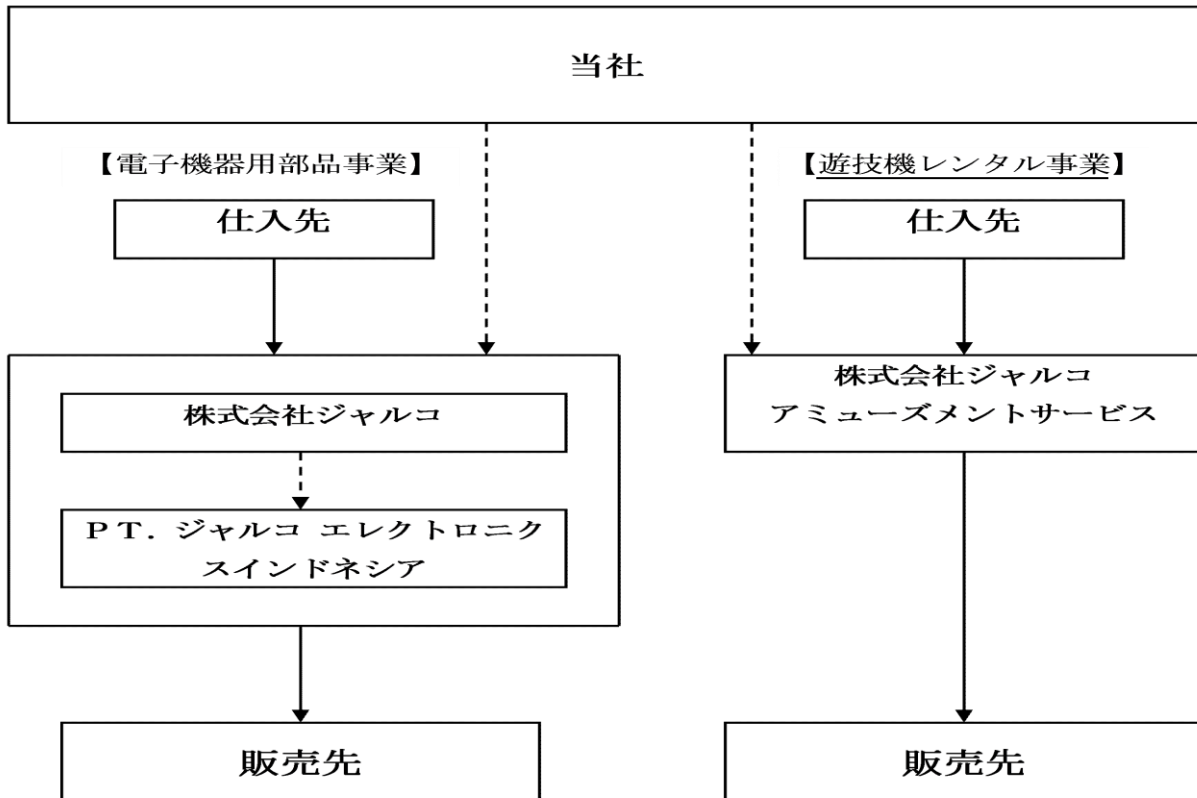 当社
【電子機器用部品事業】
【遊技機レンタル事業】
仕入先
仕入先
株式会社ジャルコ
PT. ジャルコ エレクトロニク
スインドネシア
株式会社ジャルコ
アミューズメントサービス
販売先
販売先